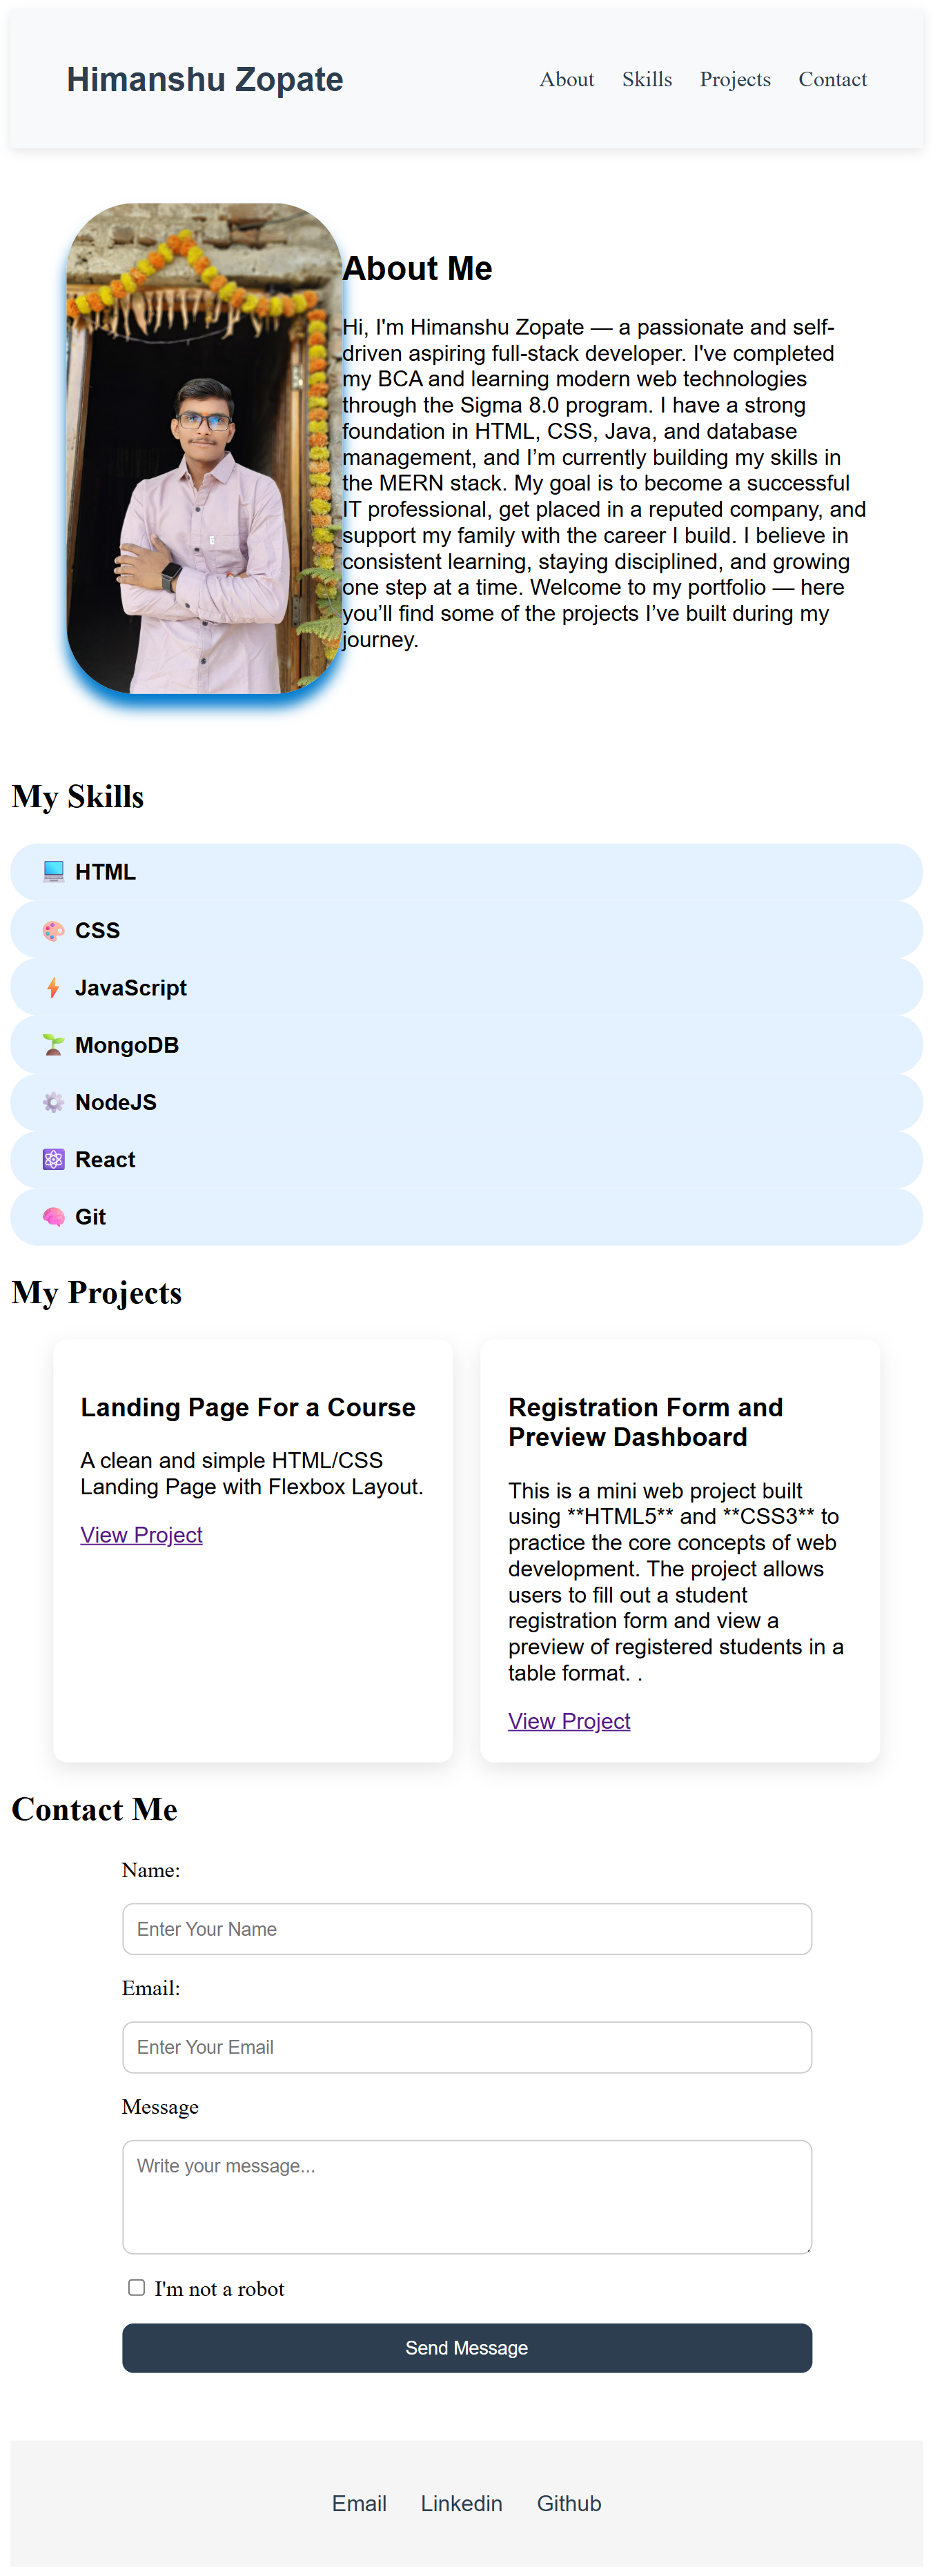 Himanshu Zopate
About Skills Projects Contact
About Me
Hi, I'm Himanshu Zopate — a passionate and self-
driven aspiring full-stack developer. I've completed
my BCA and learning modern web technologies
through the Sigma 8.0 program. I have a strong
foundation in HTML, CSS, Java, and database
management, and I’m currently building my skills in
the MERN stack. My goal is to become a successful
IT professional, get placed in a reputed company, and
support my family with the career I build. I believe in
consistent learning, staying disciplined, and growing
one step at a time. Welcome to my portfolio — here
you’ll find some of the projects I’ve built during my
journey.
My Skills
💻 HTML
🎨 CSS
⚡ JavaScript
🌱 MongoDB
⚙️ NodeJS
⚛️ React
🧠 Git
My Projects
Landing Page For a Course
A clean and simple HTML/CSS
Landing Page with Flexbox Layout.
View Project
Registration Form and
Preview Dashboard
This is a mini web project built
using **HTML5** and **CSS3** to
practice the core concepts of web
development. The project allows
users to fill out a student
registration form and view a
preview of registered students in a
table format. .
View Project
Contact Me
Name:
Enter Your Name
Email:
Enter Your Email
Message
Write your message...
I'm not a robot
Send Message
Email Linkedin Github